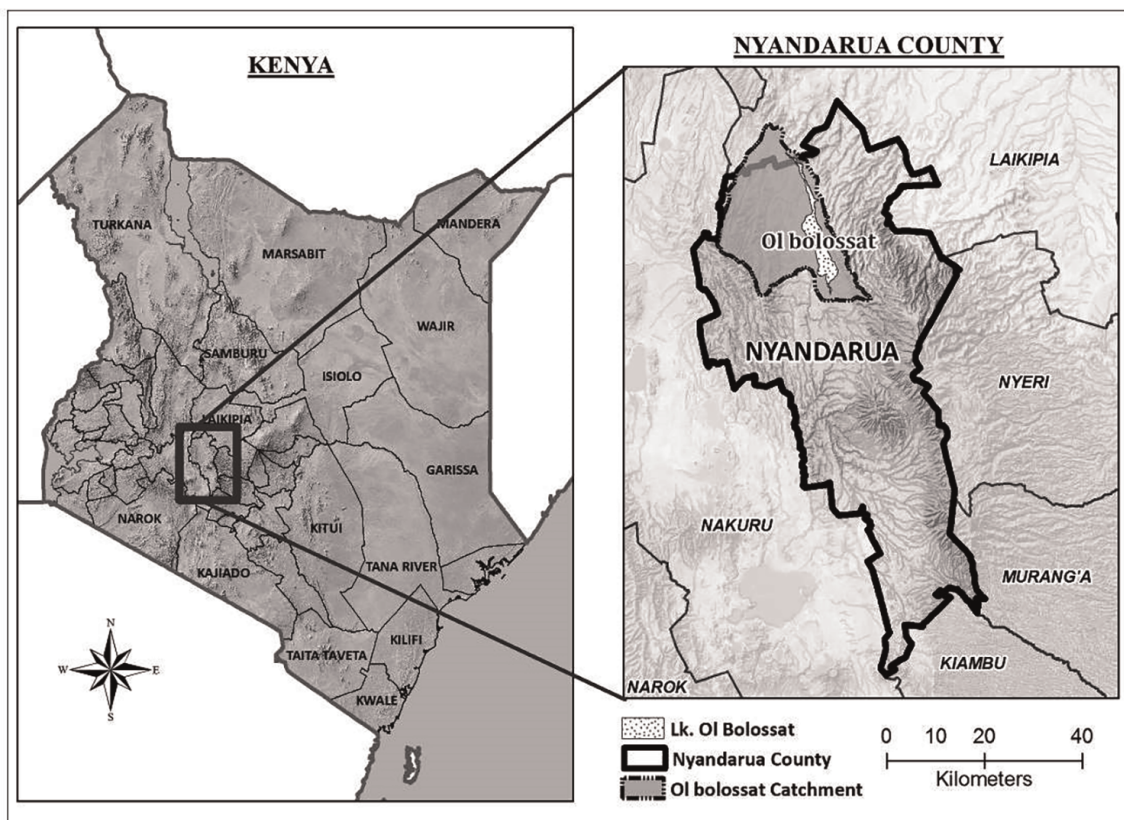 KENYA
TURKANA
MANDERA
MARSABIT
WAJIR
SAMBURU
ISIOLO
LAIKIPIA
GARISSA
NAROK
KITUI
KAJIADO
TANA RIVER
KILIFI
TAITA TAVETA
KWALE
N
W
E
S
NYANDARUA COUNTY
LAIKIPIA
Ol bolossat
NYANDARUA
NYERI
NAKURU
MURANG'A
KIAMBU
NAROK
Lk. Ol Bolossat
Nyandarua County
Ol bolossat Catchment
0 10 20 40
Kilometers